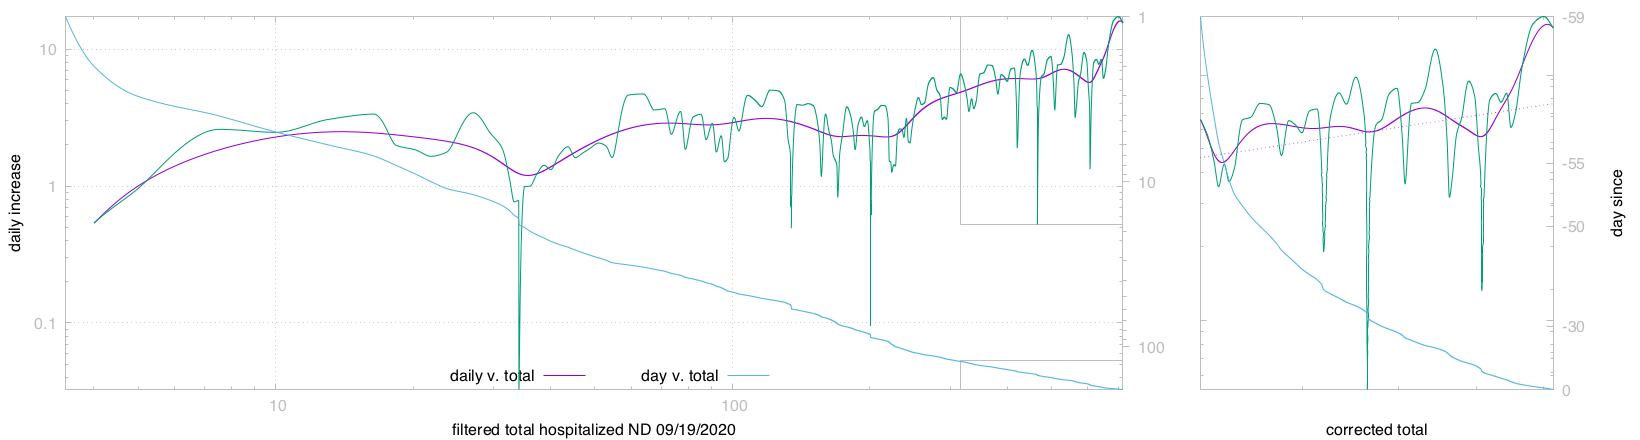 daily increase
10
1
0.1
10
100
1
10
100
daily v. total
day v. total
filtered total hospitalized ND 09/19/2020
-59
-55
-50
-30
0
day since
corrected total